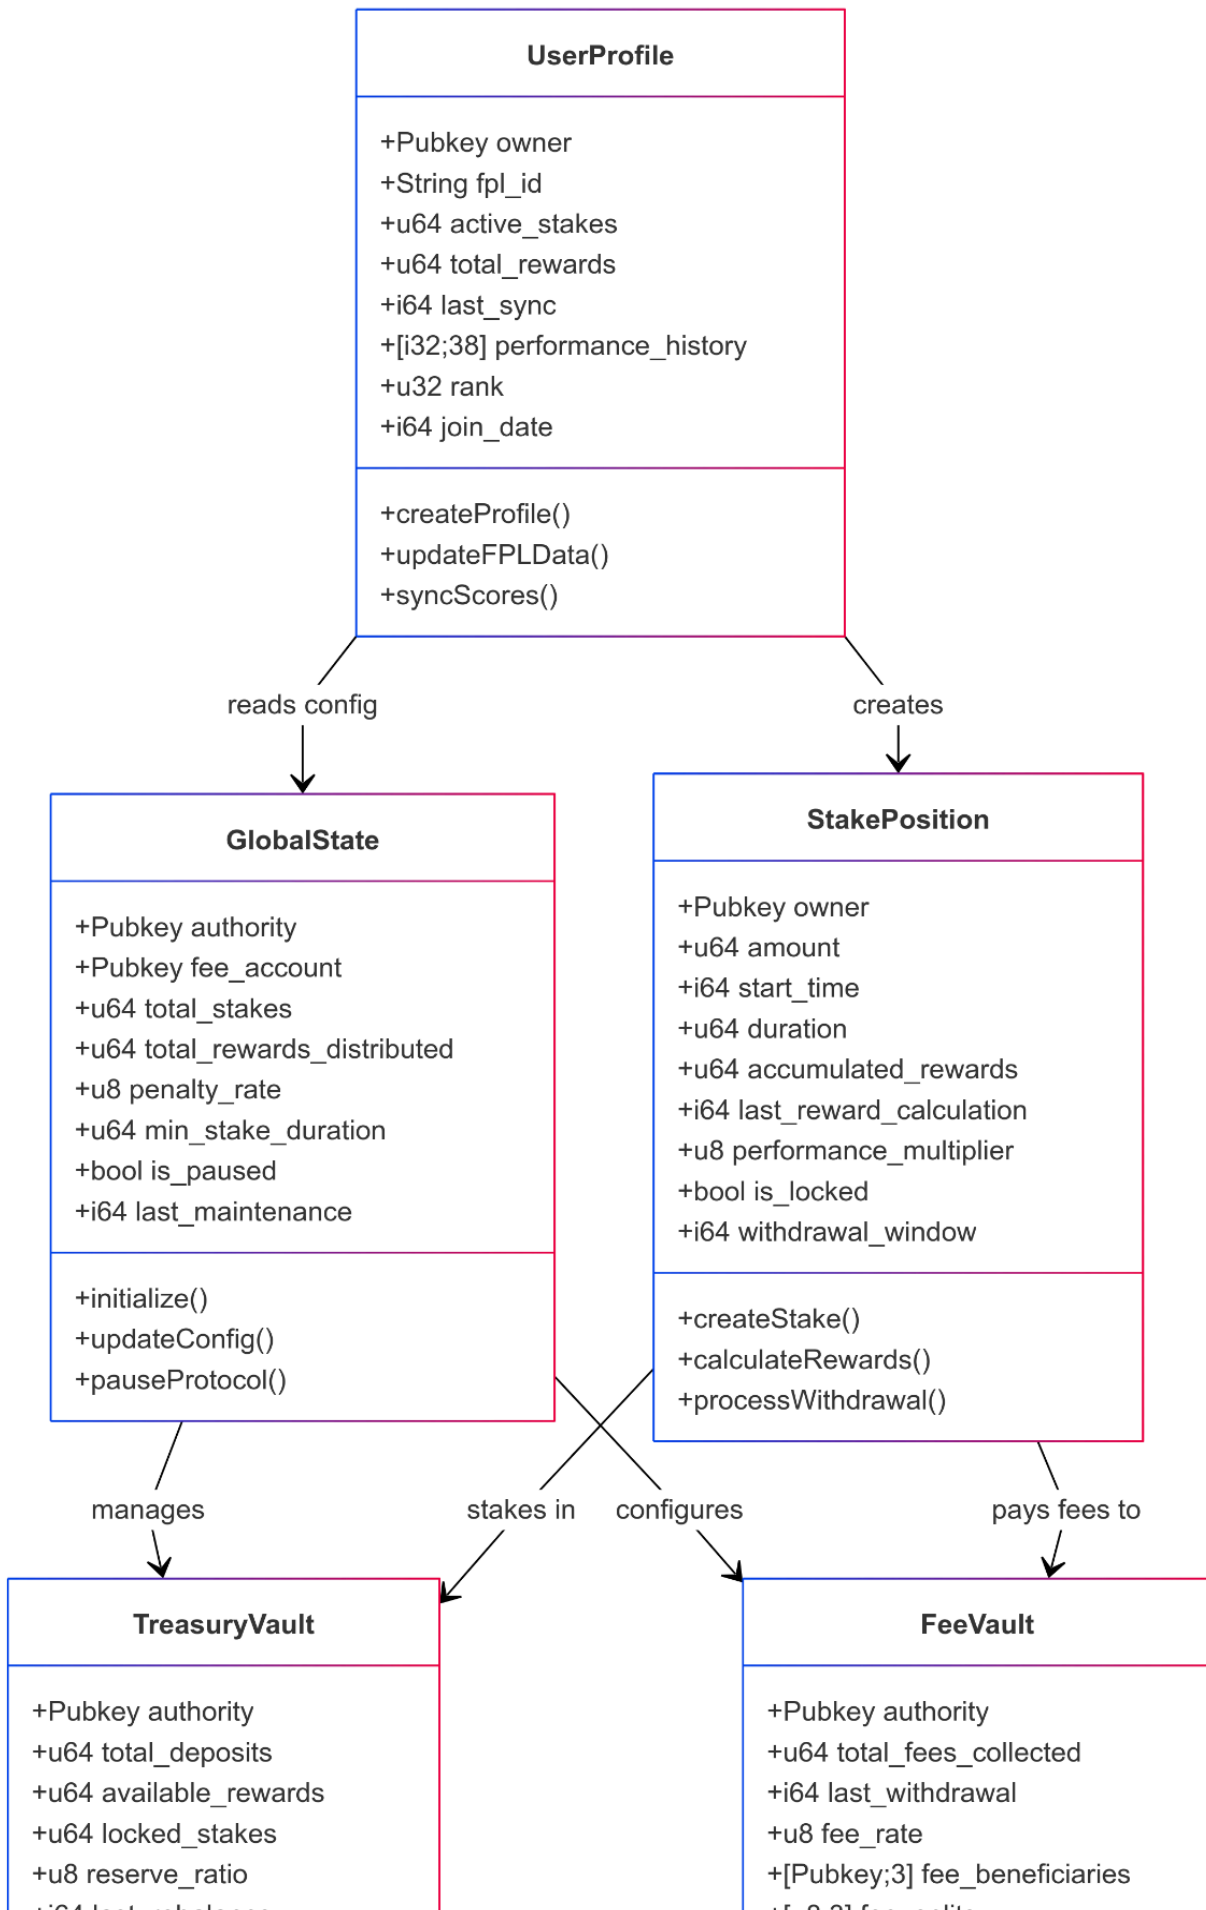 UserProfile
+Pubkey owner
+String fpl_id
+u64 active_stakes
+u64 total_rewards
+i64 last_sync
+[i32;38] performance_history
+u32 rank
+i64 join_date
+createProfile()
+updateFPLData()
+syncScores()
reads config
creates
GlobalState
+Pubkey authority
+Pubkey fee_account
+u64 total_stakes
+u64 total_rewards_distributed
+u8 penalty_rate
+u64 min_stake_duration
+bool is_paused
+i64 last_maintenance
+initialize()
+updateConfig()
+pauseProtocol()
StakePosition
+Pubkey owner
+u64 amount
+i64 start_time
+u64 duration
+u64 accumulated_rewards
+i64 last_reward_calculation
+u8 performance_multiplier
+bool is_locked
+i64 withdrawal_window
+createStake()
+calculateRewards()
+processWithdrawal()
manages
stakes in
configures
pays fees to
TreasuryVault
+Pubkey authority
+u64 total_deposits
+u64 available_rewards
+u64 locked_stakes
+u8 reserve_ratio
FeeVault
+Pubkey authority
+u64 total_fees_collected
+i64 last_withdrawal
+u8 fee_rate
+[Pubkey;3] fee_beneficiaries